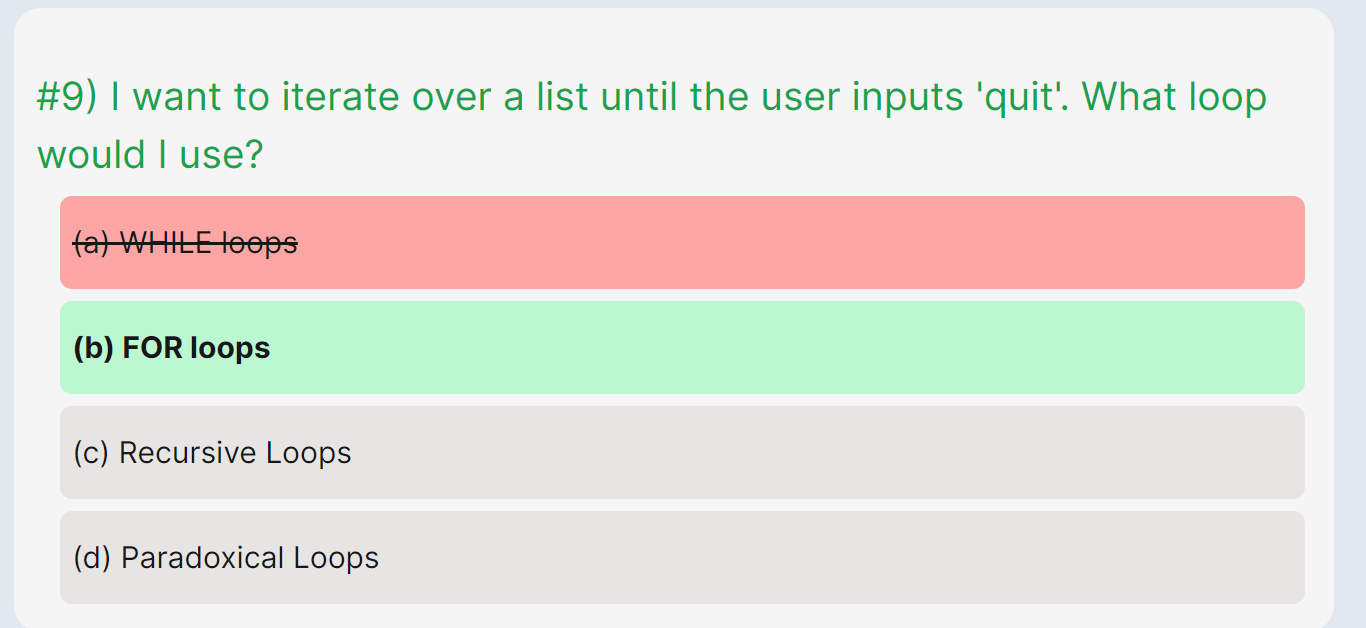 #9) I want to iterate over a list until the user inputs 'quit'. What loop
would I use?
(a) WHILE loops
(b) FOR loops
(c) Recursive Loops
(d) Paradoxical Loops